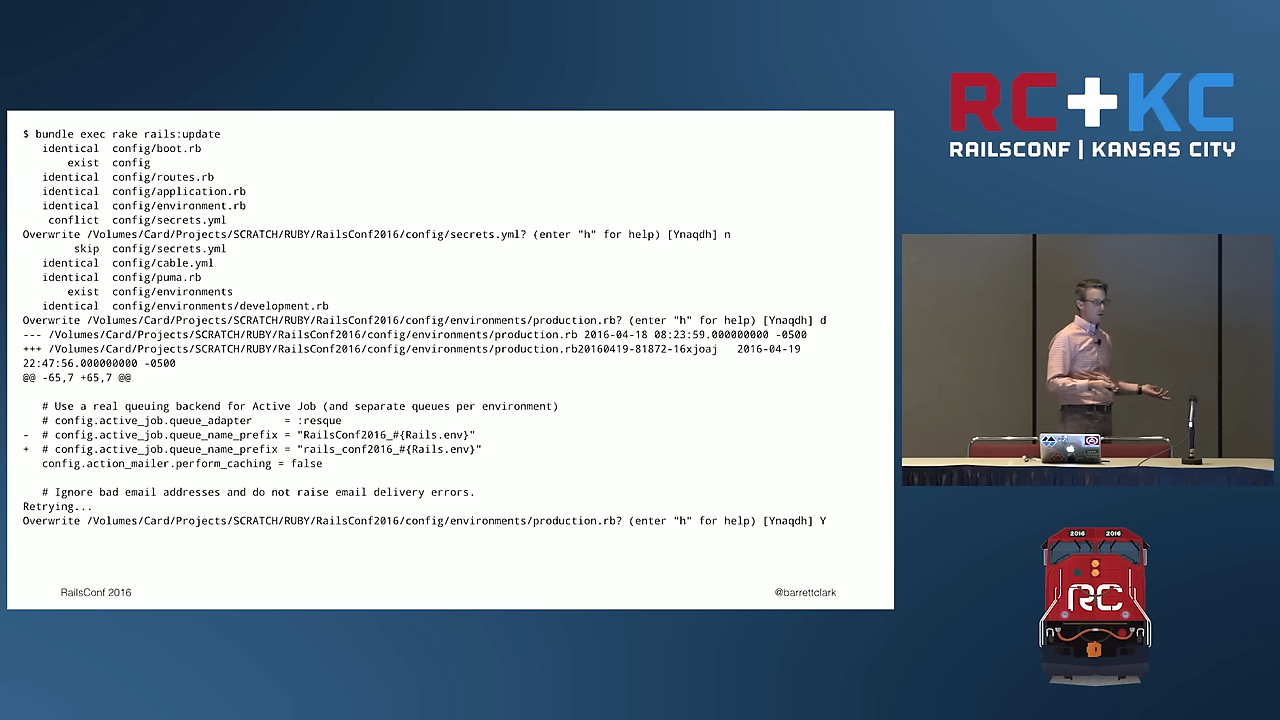 $ bundle exec rake rails:update
identical config/boot.rb
exist config
identical config/routes.rb
identical config/application.rb
identical config/environment.rb
conflict config/secrets.yml
Overwrite /Volumes/Card/Projects/SCRATCH/RUBY/RailsConf2016/config/secrets.yml? (enter "h" for help) [Ynaqdh] n
skip config/secrets.yml
identical config/cable.yml
identical config/puma.rb
exist config/environments
identical config/environments/development.rb
Overwrite /Volumes/Card/Projects/SCRATCH/RUBY/RailsConf2016/config/environments/production.rb? (enter "h" for help) [Ynaqdh] d
--- /Volumes/Card/Projects/SCRATCH/RUBY/RailsConf2016/config/environments/production.rb 2016-04-18 08:23:59.000000000 -0500
+++ /Volumes/Card/Projects/SCRATCH/RUBY/RailsConf2016/config/environments/production.rb20160419-81872-16xjoaj 2016-04-19
22:47:56.000000000 -0500
@@ -65,7 +65,7 @@
# Use a real queuing backend for Active Job (and separate queues per environment)
# config.active_job.queue_adapter = :resque
- # config.active_job.queue_name_prefix = "RailsConf2016_#{Rails.env}"
+ # config.active_job.queue_name_prefix = "rails_conf2016_#{Rails.env}"
config.action_mailer.perform_caching = false
# Ignore bad email addresses and do not raise email delivery errors.
Retrying...
Overwrite /Volumes/Card/Projects/SCRATCH/RUBY/RailsConf2016/config/environments/production.rb? (enter "h" for help) [Ynaqdh] Y
RailsConf 2016
@barrettclark
RC+KC
RAILSCONF | KANSAS CITY
2016 2016
RC